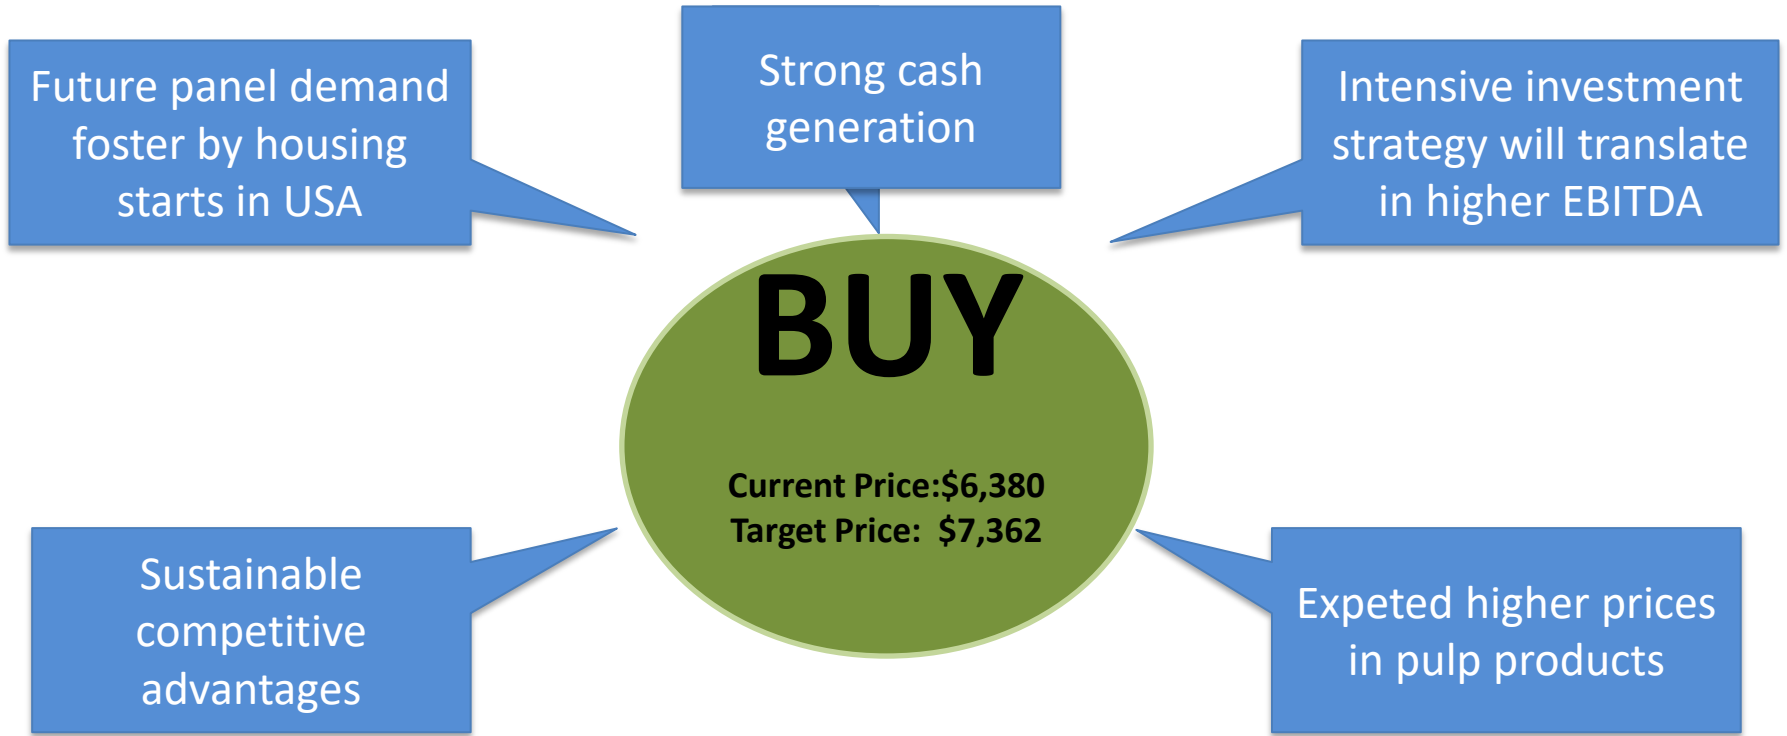 Future panel demand
foster by housing
starts in USA
Strong cash
generation
Intensive investment
strategy will translate
in higher EBITDA
BUY
Current Price:$6,380
Target Price:  $7,362
Sustainable
competitive
advantages
Expeted higher prices
in pulp products